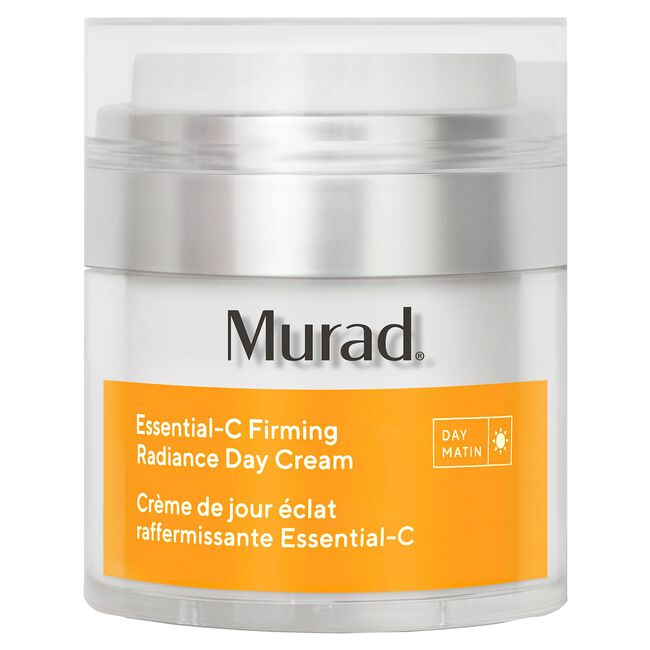 Murad®
Essential-C Firming
Radiance Day Cream
DAY
MATIN
Crème de jour éclat
raffermissante Essential-C